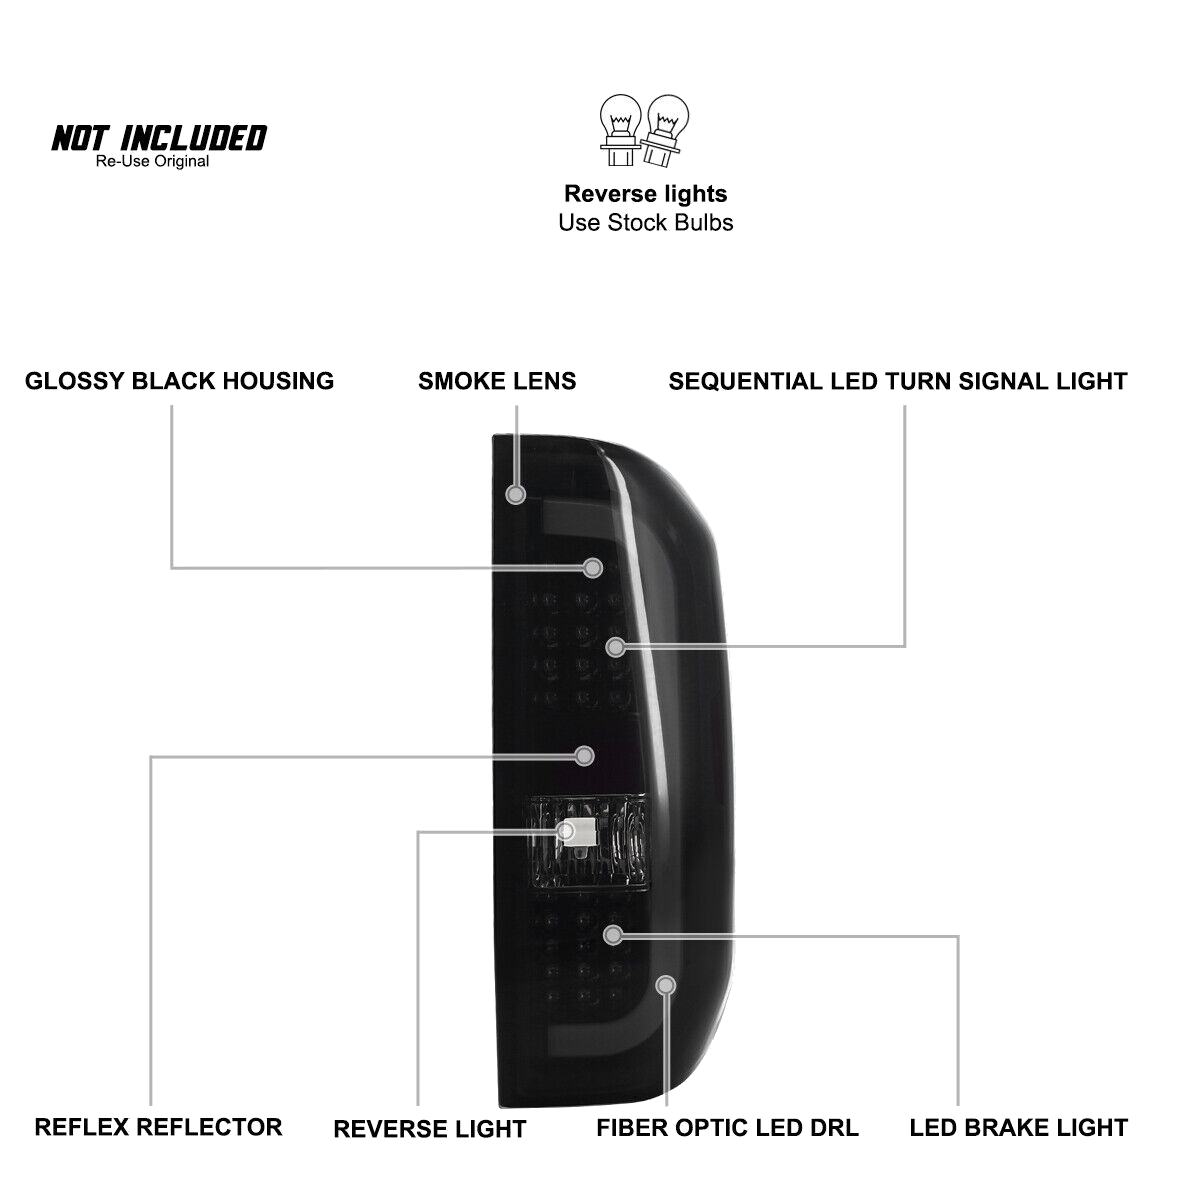 NOT INCLUDED
Re-Use Original
Reverse lights
Use Stock Bulbs
GLOSSY BLACK HOUSING
SMOKE LENS
SEQUENTIAL LED TURN SIGNAL LIGHT
REFLEX REFLECTOR
REVERSE LIGHT
FIBER OPTIC LED DRL
LED BRAKE LIGHT